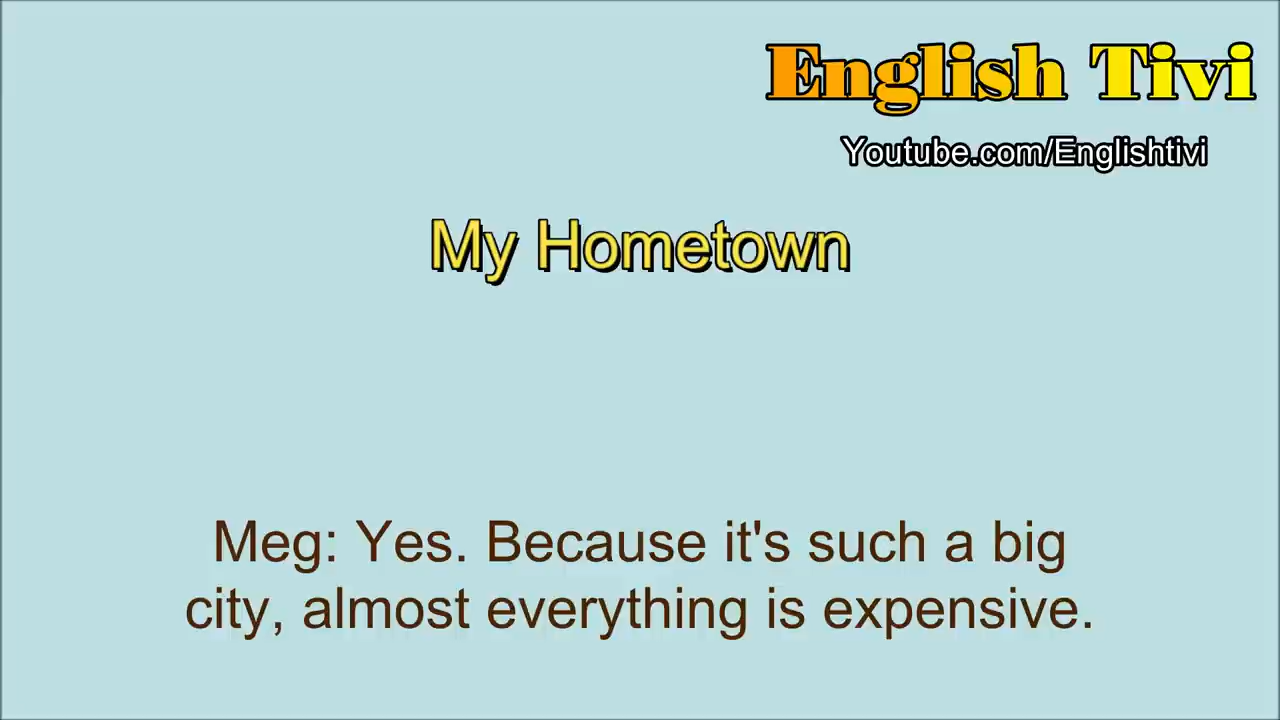 English Tivi
Youtube.com/Englishtivi
My Hometown
Meg: Yes. Because it's such a big
city, almost everything is expensive.